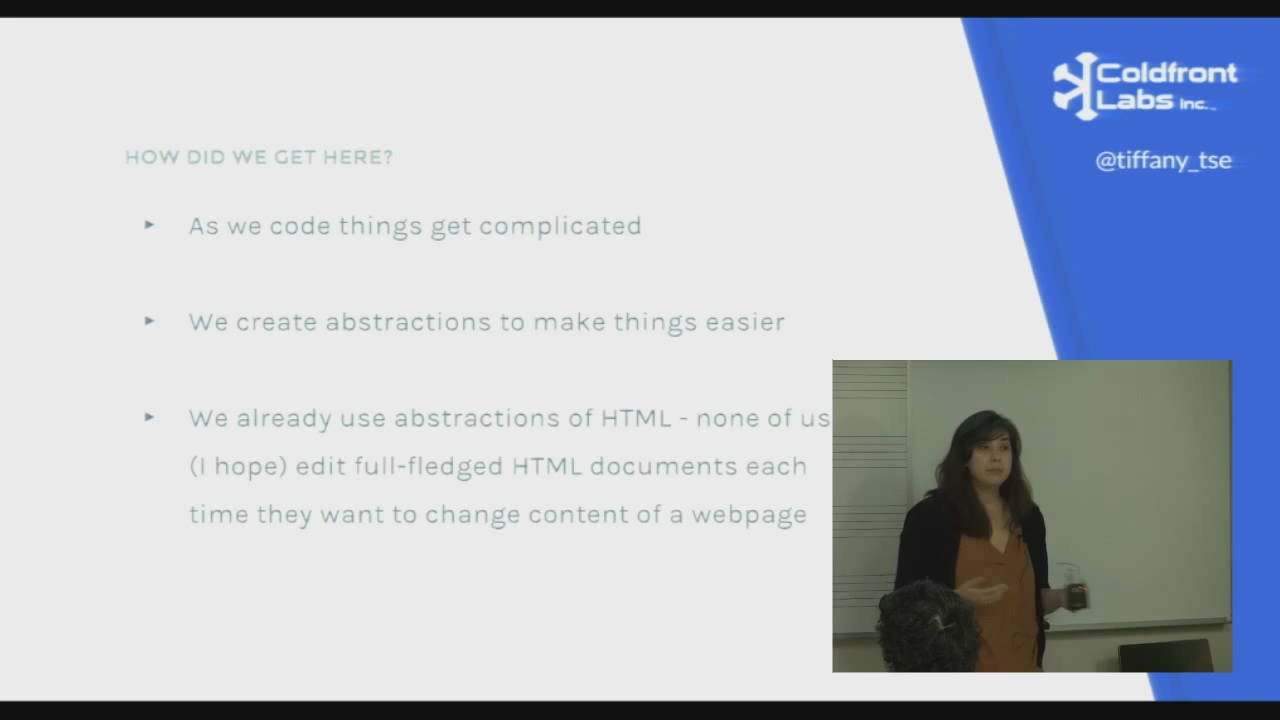 Coldfront
Labs Inc.
@tiffany_tse
HOW DID WE GET HERE?
‣ As we code things get complicated
‣ We create abstractions to make things easier
‣ We already use abstractions of HTML - none of us
(I hope) edit full-fledged HTML documents each
time they want to change content of a webpage